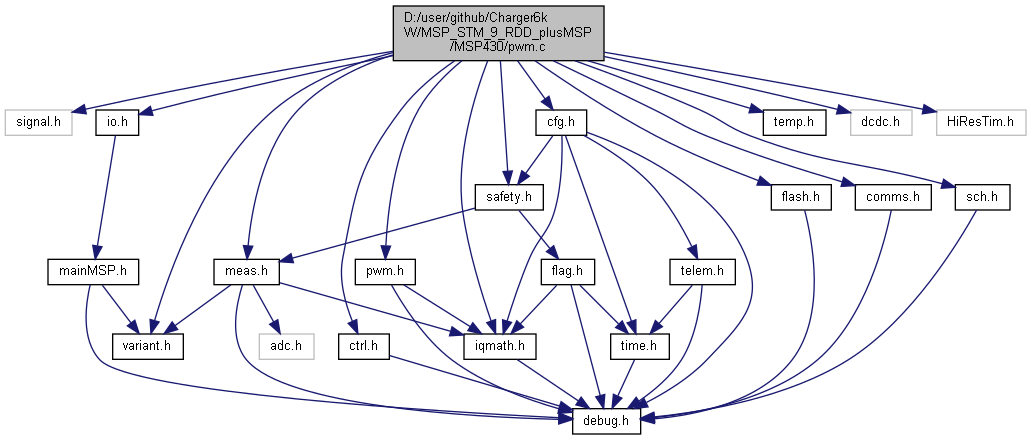 D:/user/github/Charger6k
W/MSP_STM_9_RDD_plusMSP
/MSP430/pwm.c
signal.h
io.h
cfg.h
temp.h
dcdc.h
HiResTim.h
safety.h
flash.h
comms.h
sch.h
mainMSP.h
meas.h
pwm.h
flag.h
telem.h
variant.h
adc.h
ctrl.h
iqmath.h
time.h
debug.h